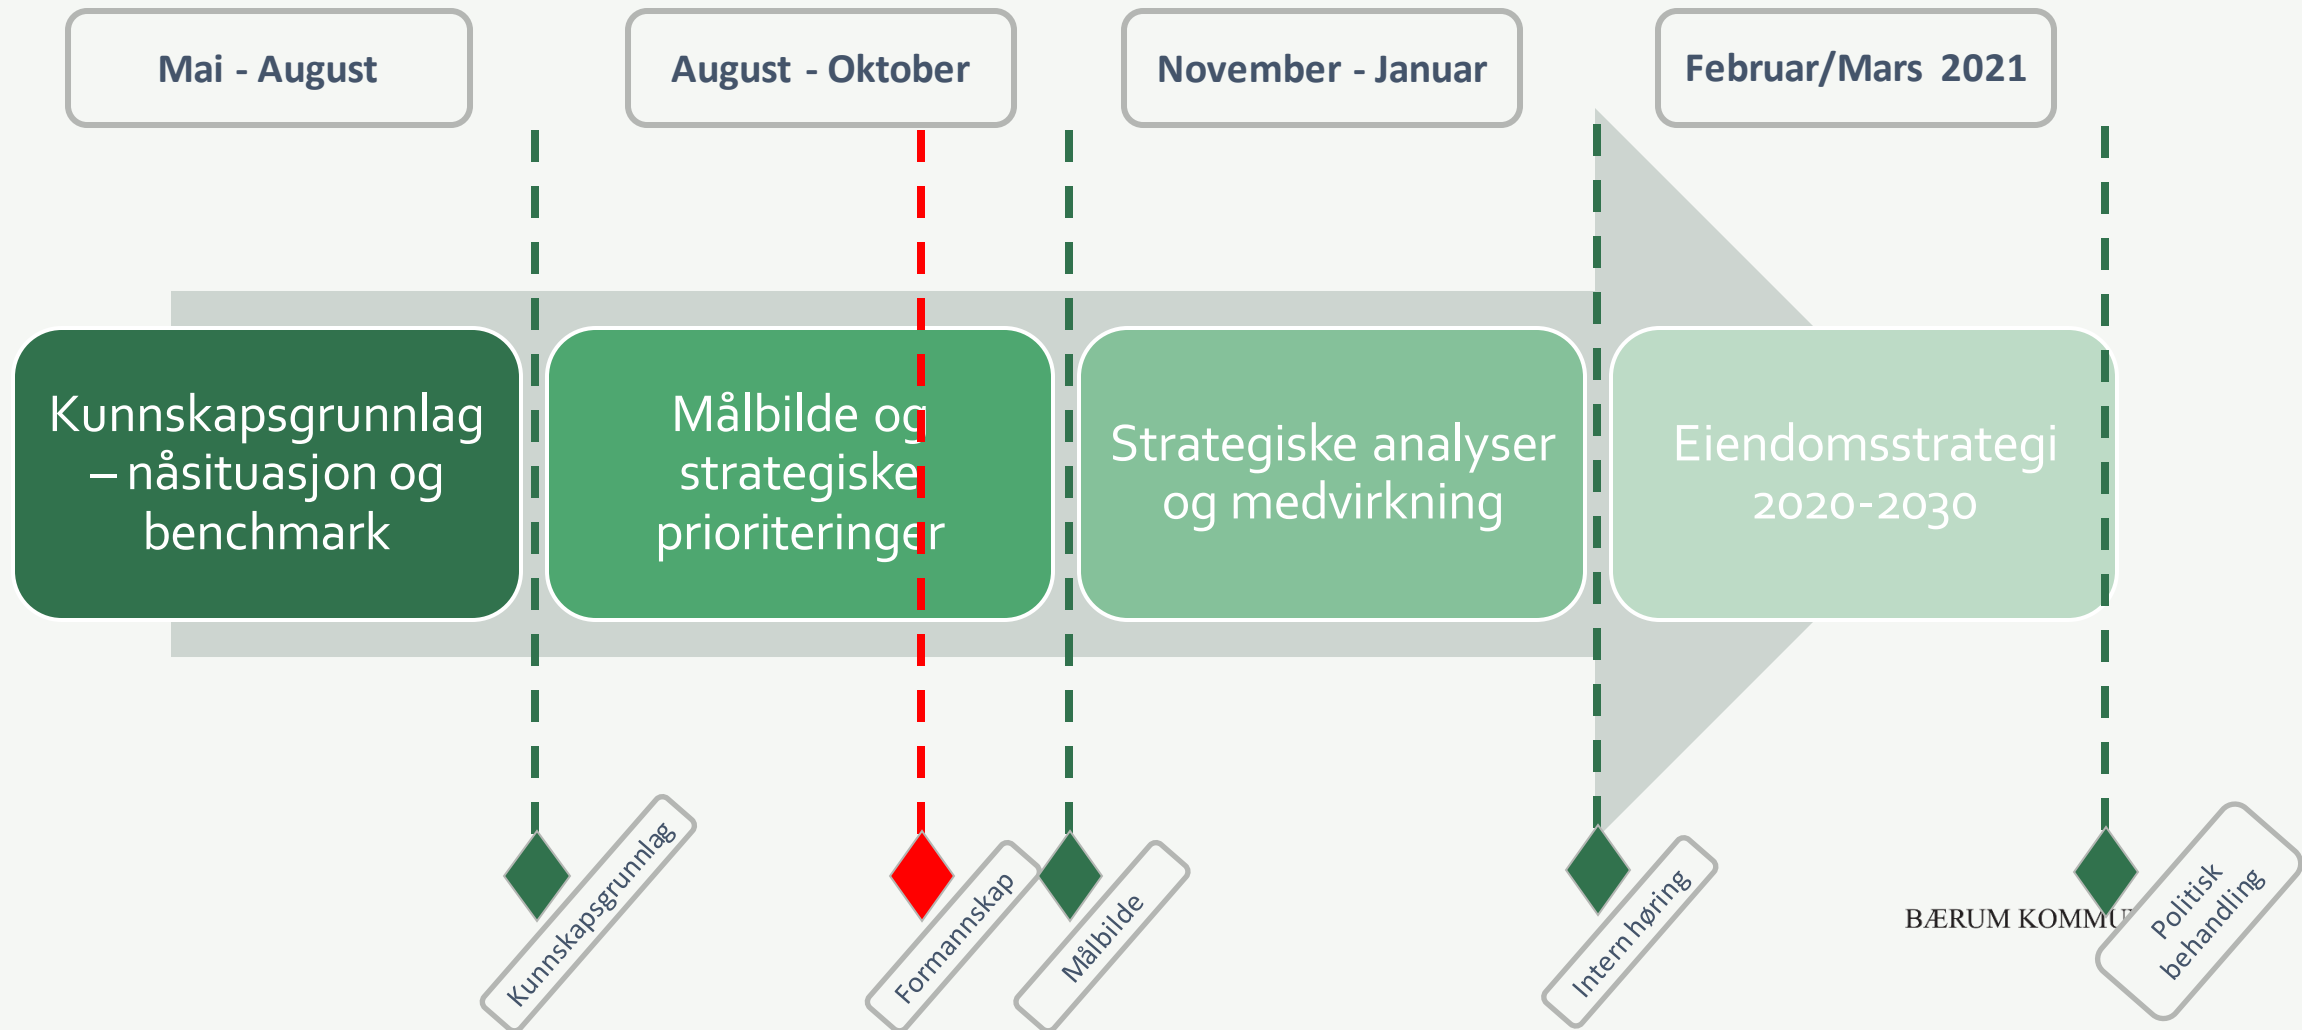 Mai - August
August - Oktober
November - Januar
Februar/Mars 2021
Kunnskapsgrunnlag
– nåsituasjon og
benchmark
Målbilde og
strategiske
prioriteringer
Strategiske analyser
og medvirkning
Eiendomsstrategi
2020-2030
Kunnskapsgrunnlag
Formannskap
Målbilde
Intern høring
Politisk
behandling
BÆRUM